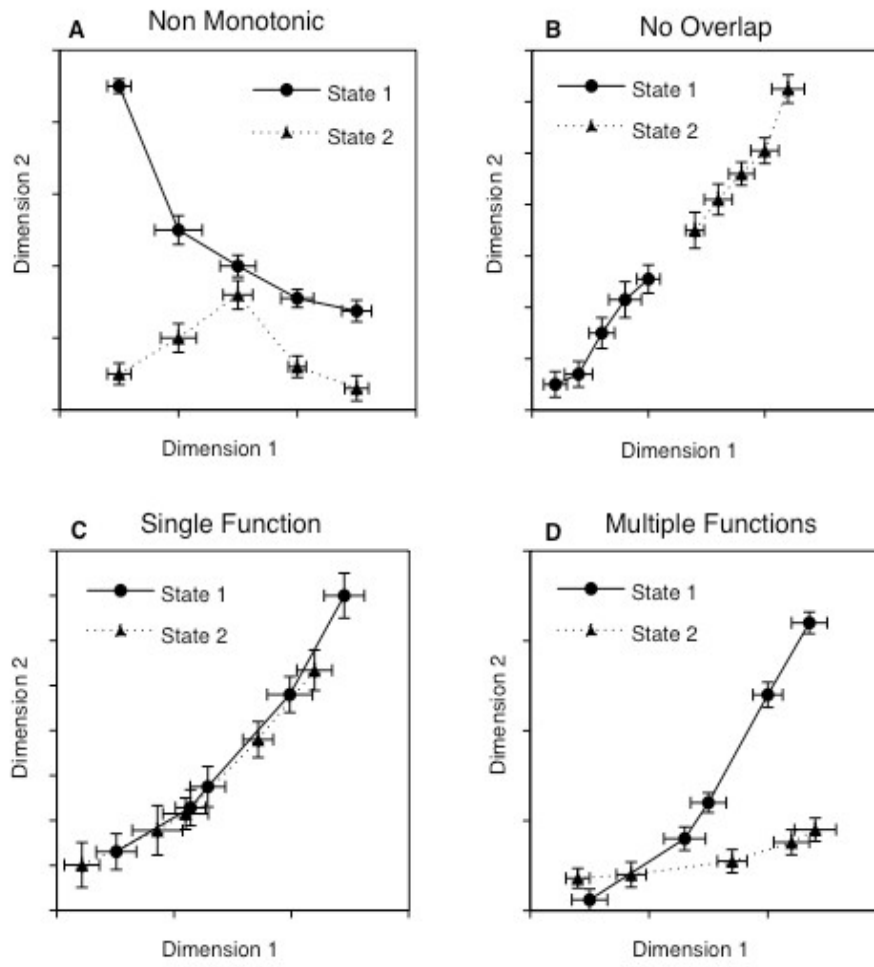 A Non Monotonic
State 1
State 2
Dimension 2
Dimension 1
B No Overlap
State 1
State 2
Dimension 2
Dimension 1
C Single Function
State 1
State 2
Dimension 2
Dimension 1
D Multiple Functions
State 1
State 2
Dimension 2
Dimension 1